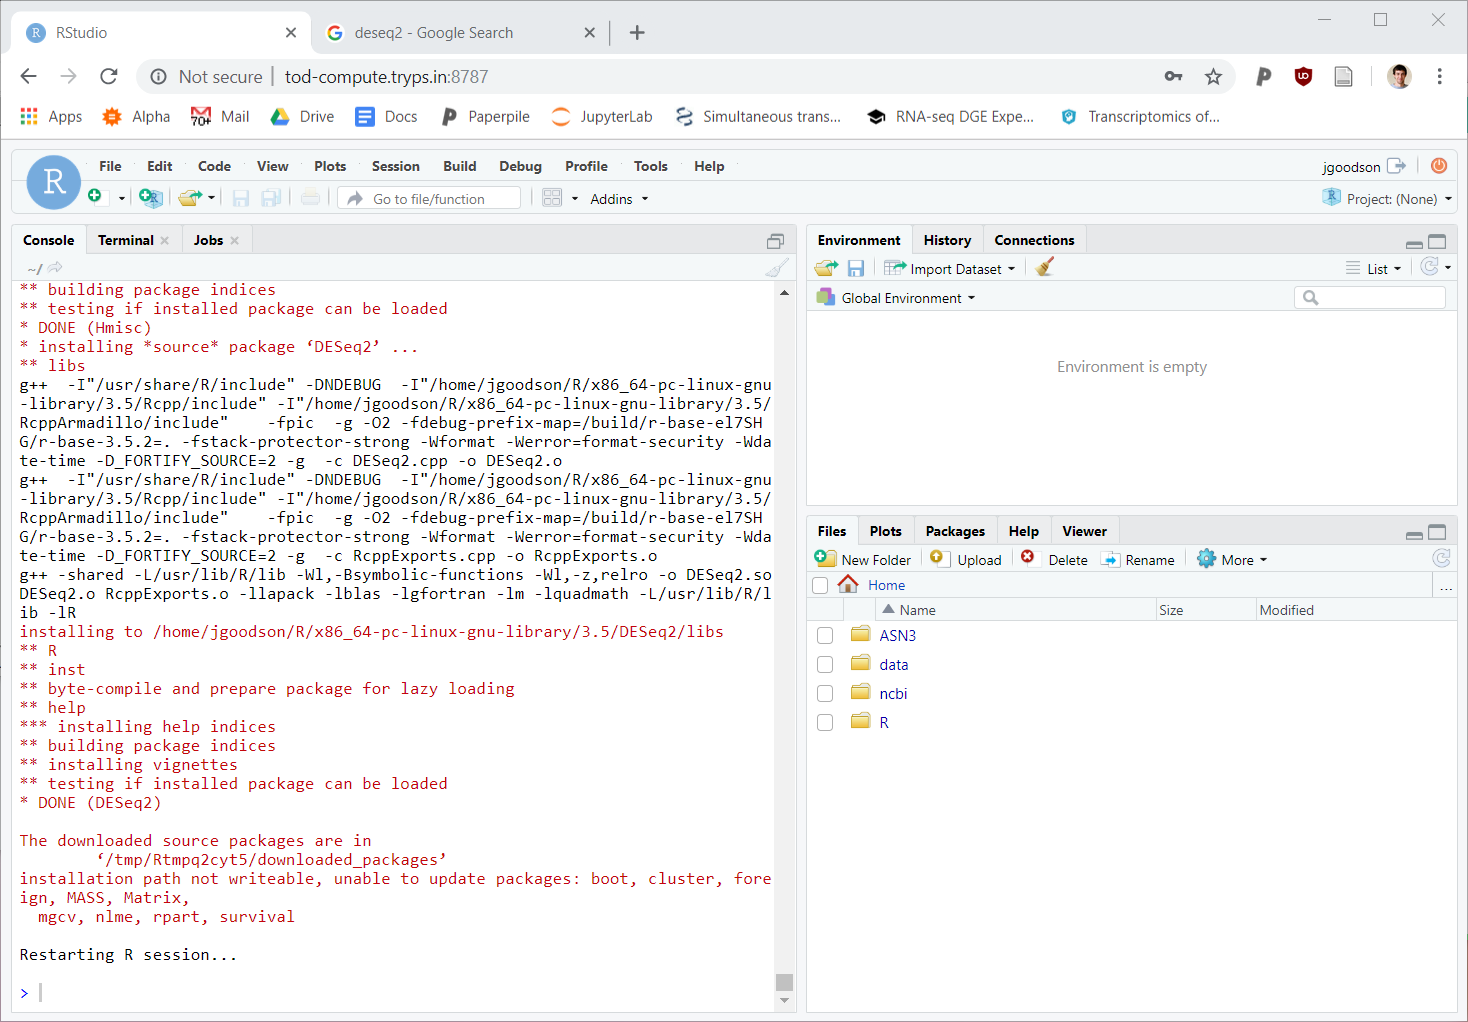 RStudio
deseq2 - Google Search
Not secure
tod-compute.tryps.in:8787
Apps
Alpha
70+
Mail
Drive
Docs
Paperpile
JupyterLab
Simultaneous trans...
RNA-seq DGE Expe...
Transcriptomics of...
R
File Edit Code View Plots Session Build Debug Profile Tools Help
jgoodson
Go to file/function
Addins
Project: (None)
Console Terminal Jobs
~/
** building package indices
** testing if installed package can be loaded
* DONE (Hmisc)
* installing *source* package ‘DESeq2’ ...
** libs
g++  -I"/usr/share/R/include" -DNDEBUG  -I"/home/jgoodson/R/x86_64-pc-linux-gnu
-library/3.5/Rcpp/include" -I"/home/jgoodson/R/x86_64-pc-linux-gnu-library/3.5/
RcppArmadillo/include"    -fpic  -g -O2 -fdebug-prefix-map=/build/r-base-el7SH
G/r-base-3.5.2=. -fstack-protector-strong -Wformat -Werror=format-security -Wda
te-time -D_FORTIFY_SOURCE=2 -g  -c DESeq2.cpp -o DESeq2.o
g++  -I"/usr/share/R/include" -DNDEBUG  -I"/home/jgoodson/R/x86_64-pc-linux-gnu
-library/3.5/Rcpp/include" -I"/home/jgoodson/R/x86_64-pc-linux-gnu-library/3.5/
RcppArmadillo/include"    -fpic  -g -O2 -fdebug-prefix-map=/build/r-base-el7SH
G/r-base-3.5.2=. -fstack-protector-strong -Wformat -Werror=format-security -Wda
te-time -D_FORTIFY_SOURCE=2 -g  -c RcppExports.cpp -o RcppExports.o
g++ -shared -L/usr/lib/R/lib -Wl,-Bsymbolic-functions -Wl,-z,relro -o DESeq2.so
DESeq2.o RcppExports.o -llapack -lblas -lgfortran -lm -lquadmath -L/usr/lib/R/l
ib -lR
installing to /home/jgoodson/R/x86_64-pc-linux-gnu-library/3.5/DESeq2/libs
** R
** inst
** byte-compile and prepare package for lazy loading
** help
*** installing help indices
** building package indices
** installing vignettes
** testing if installed package can be loaded
* DONE (DESeq2)
The downloaded source packages are in
‘/tmp/Rtmpq2cyt5/downloaded_packages’
installation path not writeable, unable to update packages: boot, cluster, fore
ign, MASS, Matrix,
mgcv, nlme, rpart, survival
Restarting R session...
>
Environment History Connections
Import Dataset
List
Global Environment
Environment is empty
Files Plots Packages Help Viewer
New Folder Upload Delete Rename More
Home
...
Name Size Modified
ASN3
data
ncbi
R